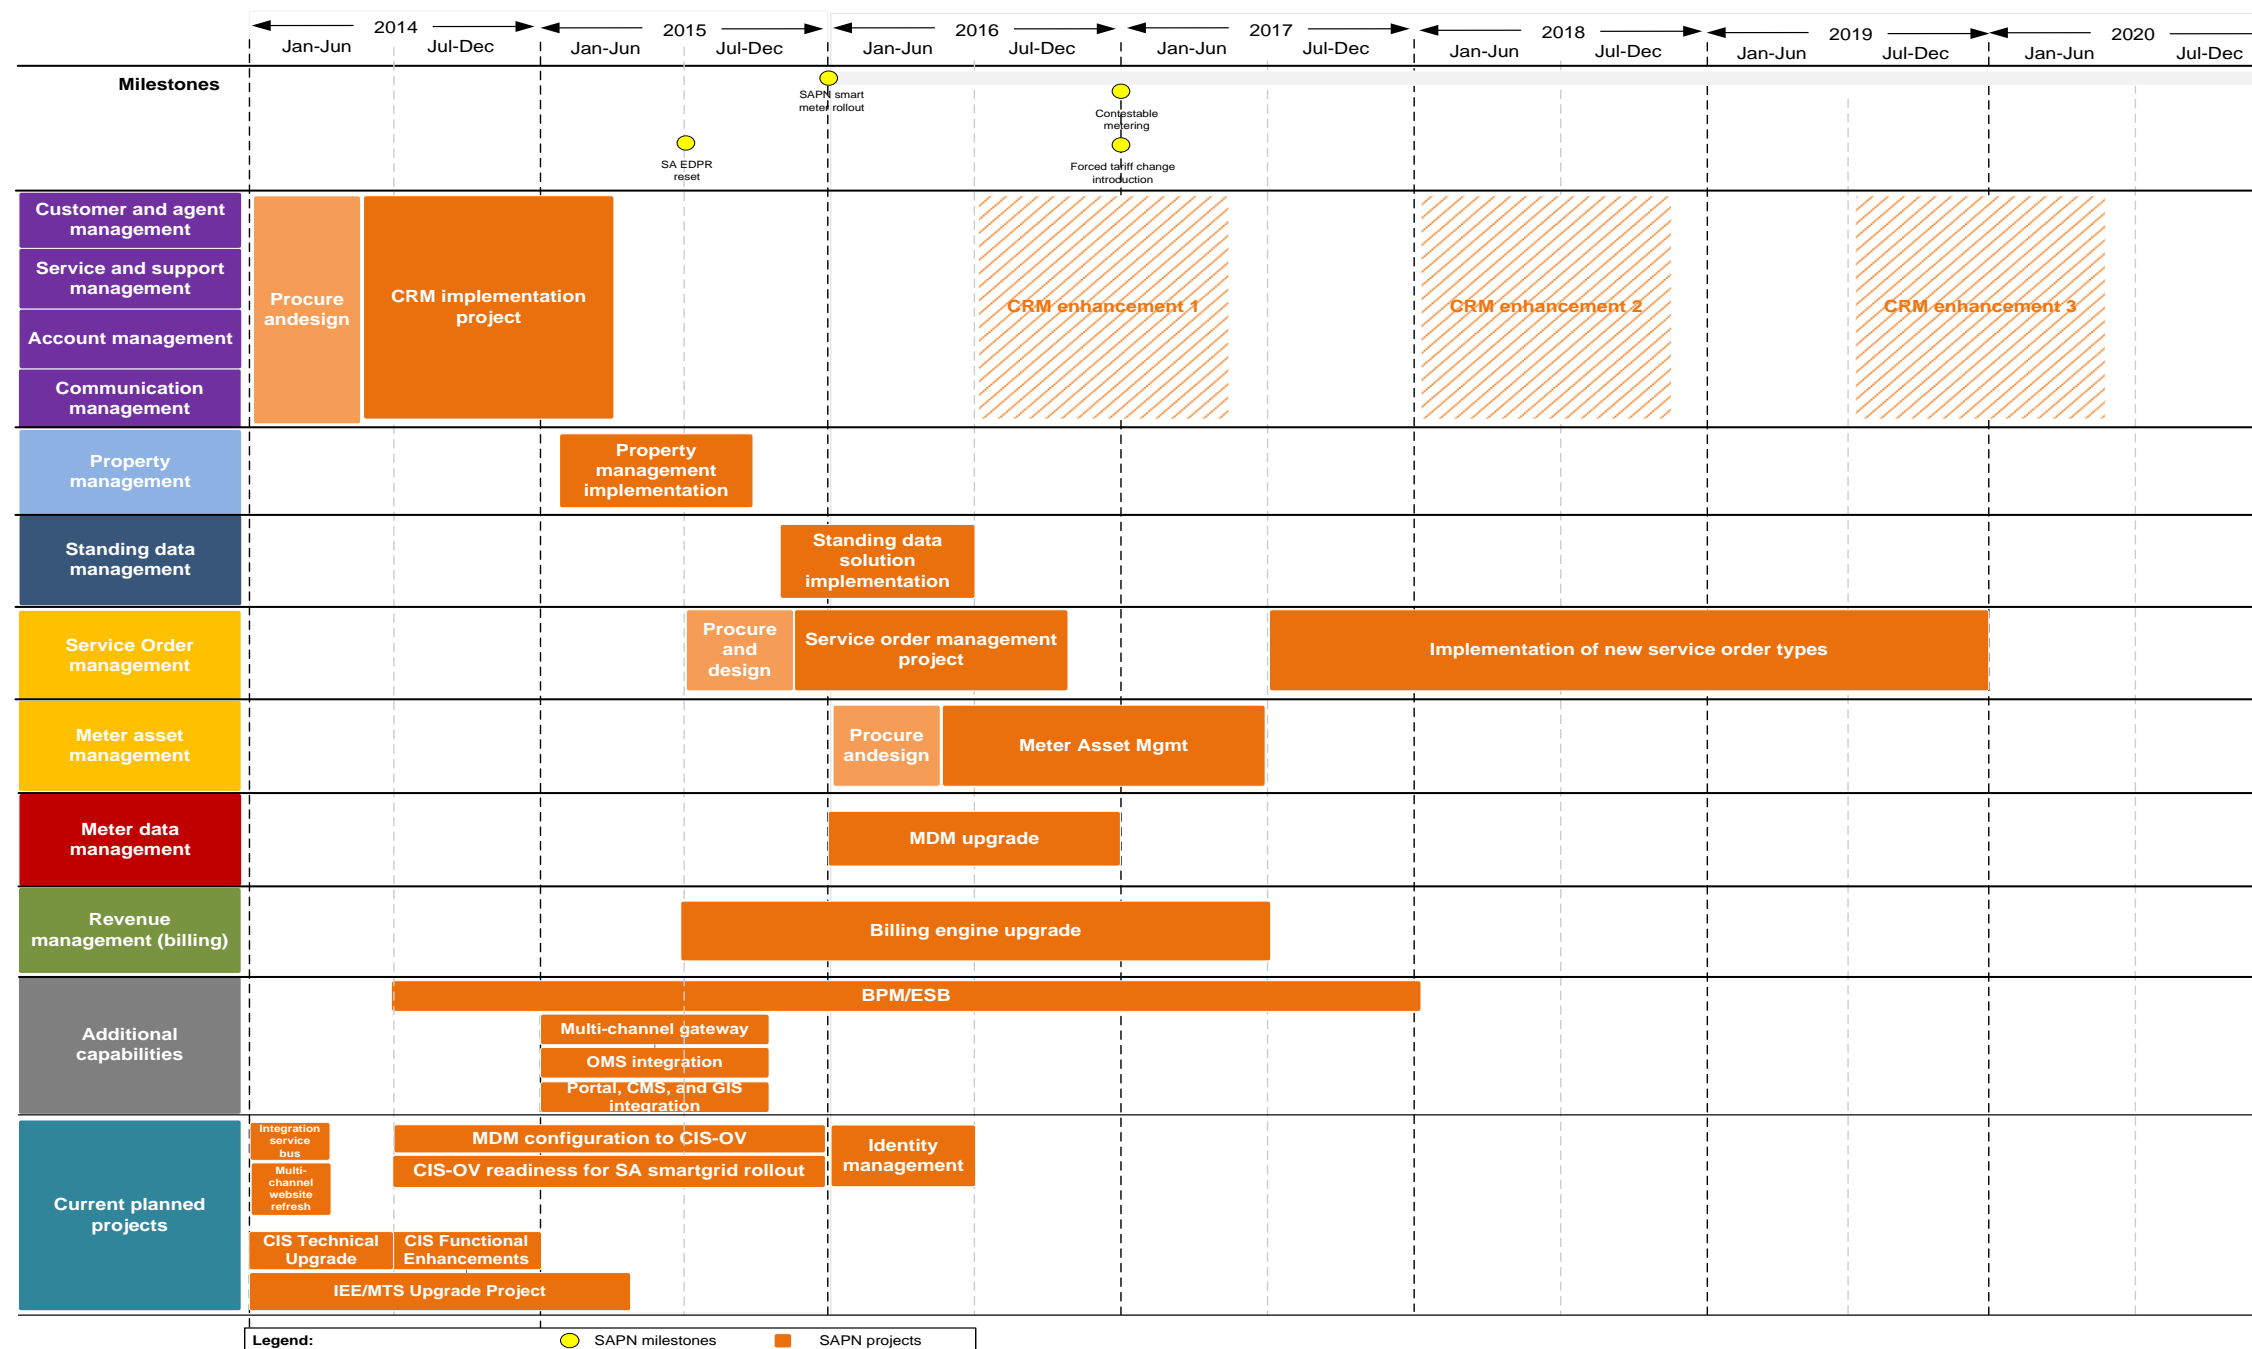 2014
2015
2016
2017
2018
2019
2020
Jan-Jun
Jul-Dec
Jan-Jun
Jul-Dec
Jan-Jun
Jul-Dec
Jan-Jun
Jul-Dec
Jan-Jun
Jul-Dec
Jan-Jun
Jul-Dec
Jan-Jun
Jul-Dec
Milestones
SAPN smart
meter rollout
Contestable
metering
SA EDPR
reset
Forced tariff change
introduction
Customer and agent
management
Service and support
management
Account management
Communication
management
Procure
andesign
CRM implementation
project
CRM enhancement 1
CRM enhancement 2
CRM enhancement 3
Property
management
Property
management
implementation
Standing data
management
Standing data
solution
implementation
Service Order
management
Procure
and
design
Service order management
project
Implementation of new service order types
Meter asset
management
Procure
andesign
Meter Asset Mgmt
Meter data
management
MDM upgrade
Revenue
management (billing)
Billing engine upgrade
Additional
capabilities
BPM/ESB
Multi-channel gateway
OMS integration
Portal, CMS, and GIS
integration
Current planned
projects
Integration
service
bus
Multi-
channel
website
refresh
MDM configuration to CIS-OV
CIS-OV readiness for SA smartgrid rollout
Identity
management
CIS Technical
Upgrade
CIS Functional
Enhancements
IEE/MTS Upgrade Project
Legend:
SAPN milestones
SAPN projects